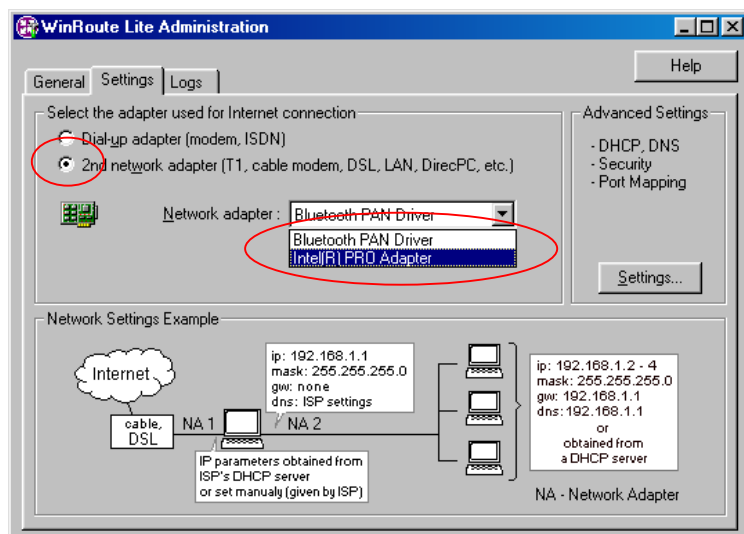 WinRoute Lite Administration
Help
General Settings Logs
Select the adapter used for Internet connection
Dial-up adapter (modem, ISDN)
2nd network adapter (T1, cable modem, DSL, LAN, DirecPC, etc.)
Network adapter :
Bluetooth PAN Driver
Bluetooth PAN Driver
Intel(R) PRO Adapter
Advanced Settings
- DHCP, DNS
- Security
- Port Mapping
Settings...
Network Settings Example
Internet
cable,
DSL
NA 1
NA 2
ip: 192.168.1.1
mask: 255.255.255.0
gw: none
dns: ISP settings
IP parameters obtained from
ISP's DHCP server
or set manualy (given by ISP)
ip: 192.168.1.2 - 4
mask: 255.255.255.0
gw: 192.168.1.1
dns:192.168.1.1
or
obtained from
a DHCP server
NA - Network Adapter